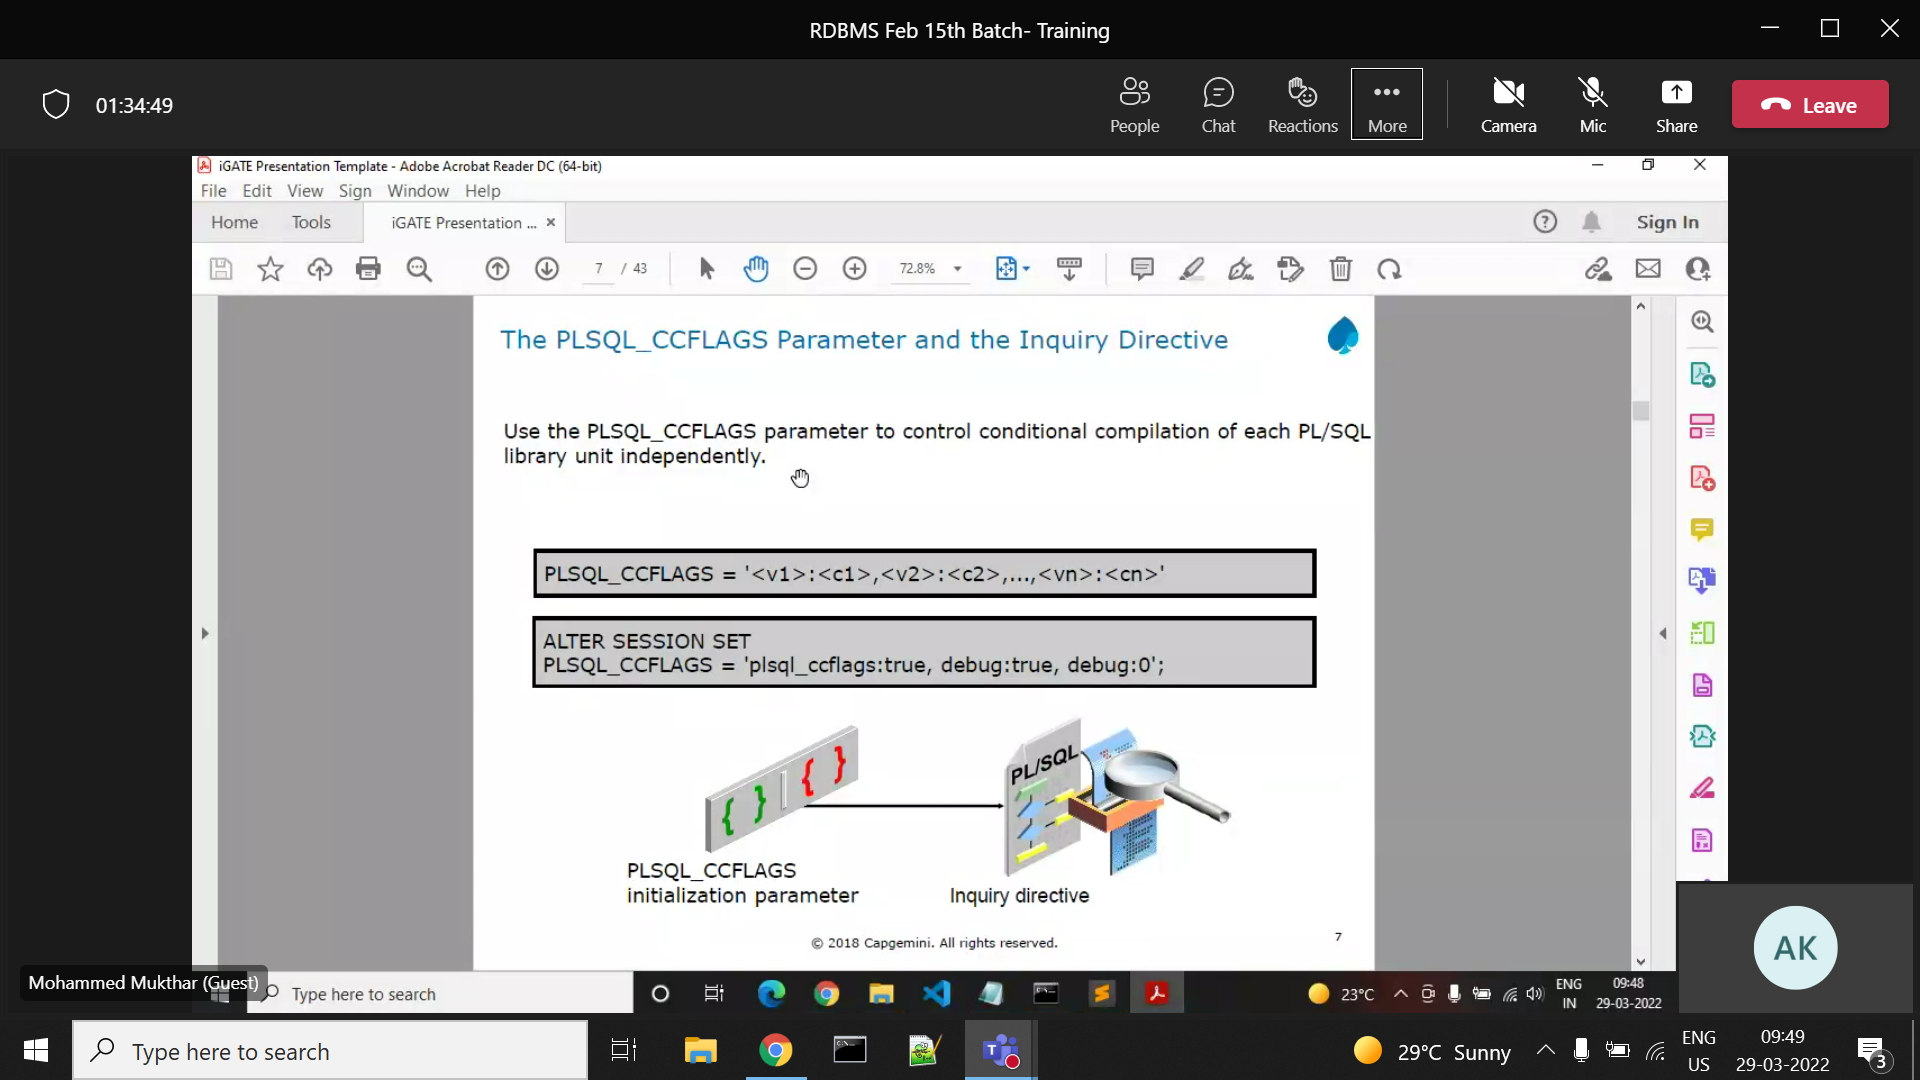 RDBMS Feb 15th Batch- Training
01:34:49
People
Chat
Reactions
More
Camera
Mic
Share
Leave
iGATE Presentation Template - Adobe Acrobat Reader DC (64-bit)
File Edit View Sign Window Help
Home Tools iGATE Presentation ... ×
Sign In
7 / 43
72.8%
The PLSQL_CCFLAGS Parameter and the Inquiry Directive
Use the PLSQL_CCFLAGS parameter to control conditional compilation of each PL/SQL
library unit independently.
PLSQL_CCFLAGS = '<v1>:<c1>,<v2>:<c2>,...,<vn>:<cn>'
ALTER SESSION SET
PLSQL_CCFLAGS = 'plsql_ccflags:true, debug:true, debug:0';
PL/SQL
PLSQL_CCFLAGS
initialization parameter
Inquiry directive
© 2018 Capgemini. All rights reserved.
7
AK
Mohammed Mukthar (Guest)
Type here to search
23°C
ENG
IN
09:48
29-03-2022
Type here to search
29°C Sunny
ENG
US
09:49
29-03-2022
3